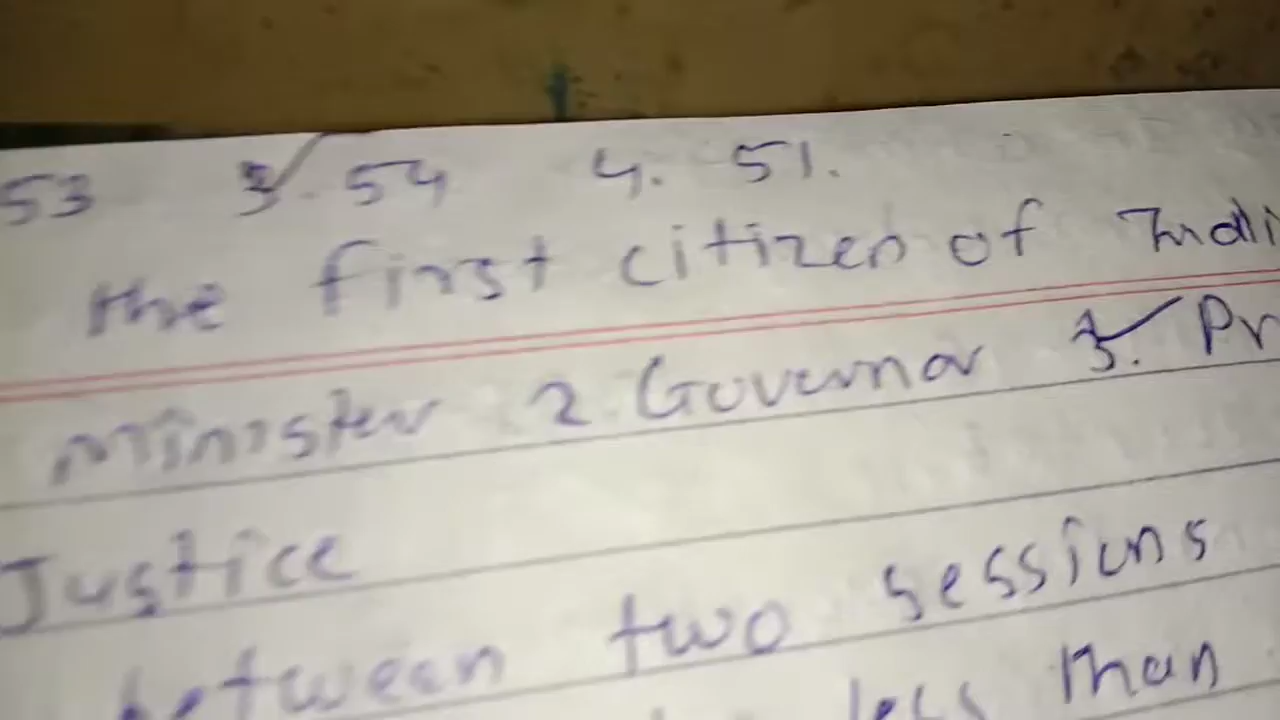 53 3. 54 4. 51.
the first citizen of Indi
minister 2. Governor 3. Pr
Justice
between two sessions
less than